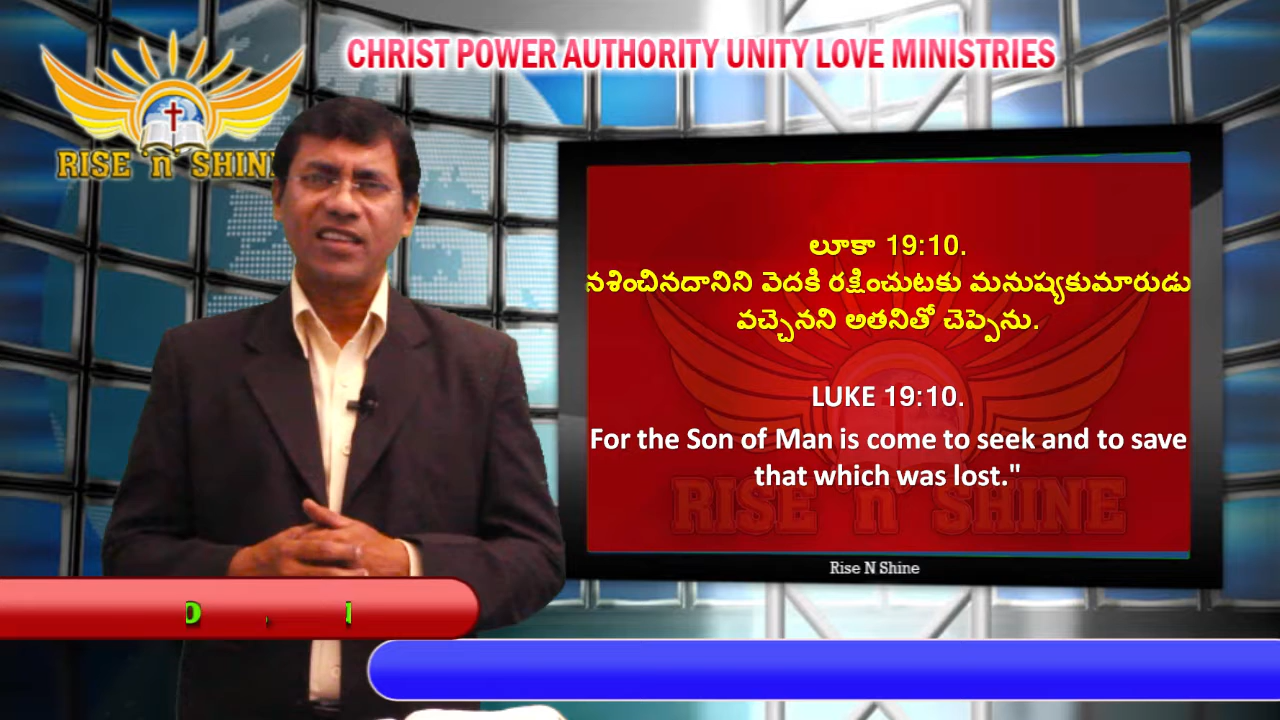 CHRIST POWER AUTHORITY UNITY LOVE MINISTRIES
RISE 'n' SHINE
లూకా 19:10.
నశించినదానిని వెదకి రక్షించుటకు మనుష్యకుమారుడు
వచ్చెనని అతనితో చెప్పెను.
LUKE 19:10.
For the Son of Man is come to seek and to save
that which was lost."
RISE 'n' SHINE
Rise N Shine